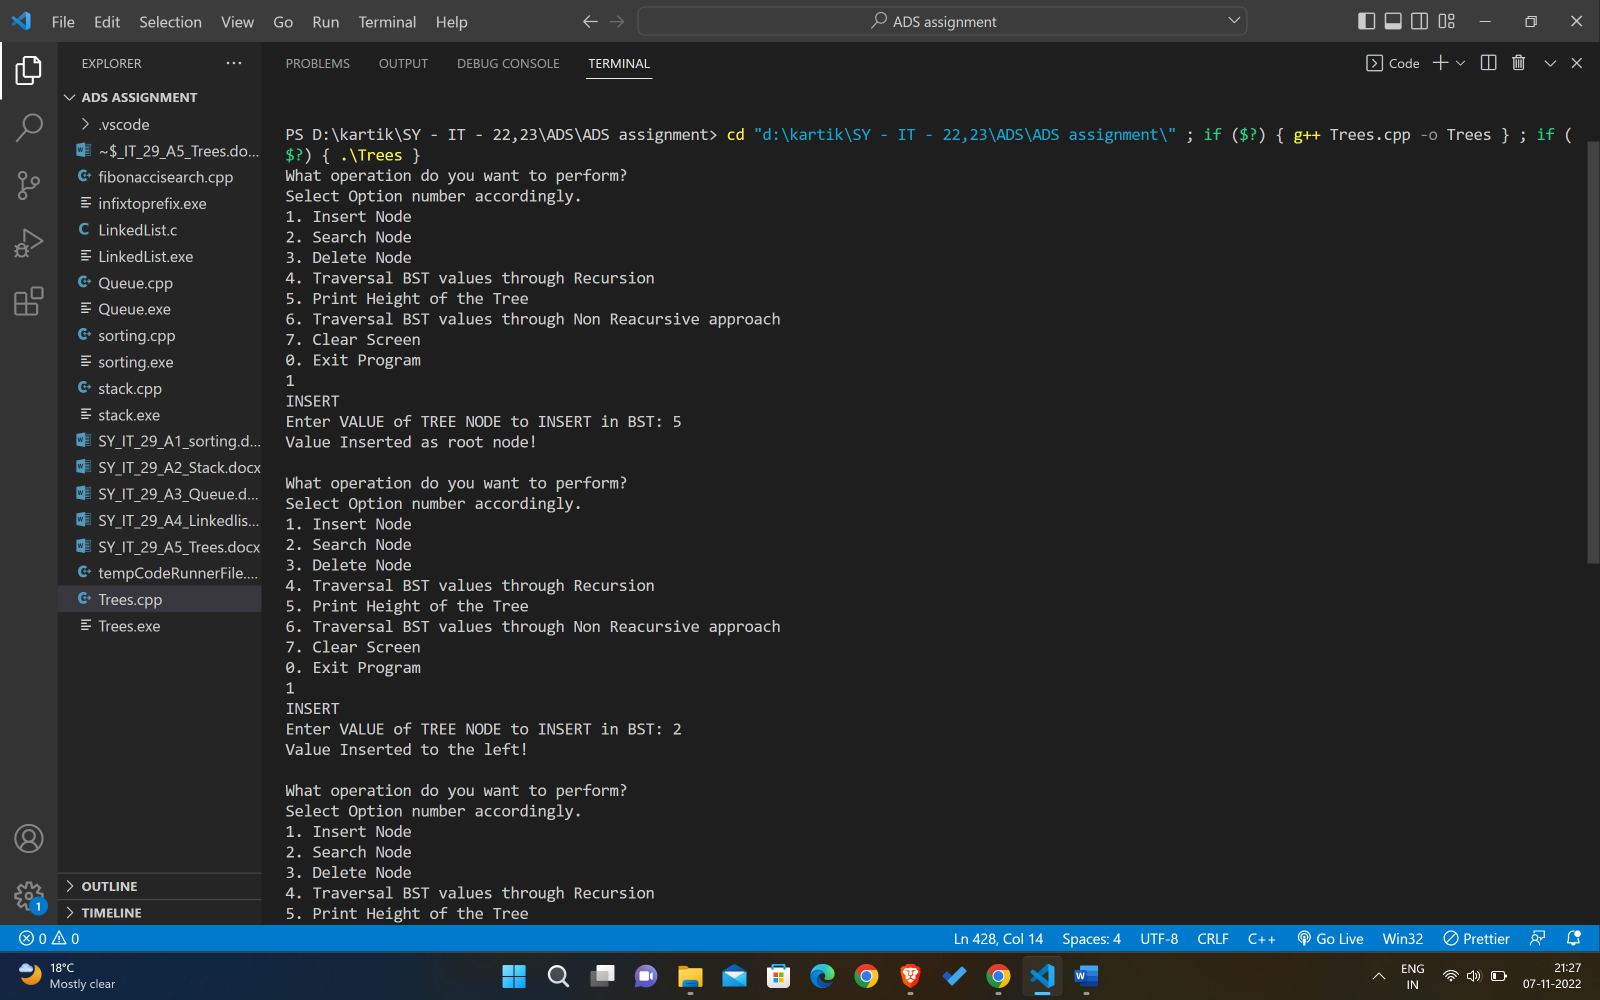 File Edit Selection View Go Run Terminal Help
ADS assignment
EXPLORER
ADS ASSIGNMENT
.vscode
~$_IT_29_A5_Trees.do...
fibonaccisearch.cpp
infixtoprefix.exe
LinkedList.c
LinkedList.exe
Queue.cpp
Queue.exe
sorting.cpp
sorting.exe
stack.cpp
stack.exe
SY_IT_29_A1_sorting.d...
SY_IT_29_A2_Stack.docx
SY_IT_29_A3_Queue.d...
SY_IT_29_A4_Linkedlis...
SY_IT_29_A5_Trees.docx
tempCodeRunnerFile....
Trees.cpp
Trees.exe
OUTLINE
TIMELINE
1
PROBLEMS OUTPUT DEBUG CONSOLE TERMINAL
Code
PS D:\kartik\SY - IT - 22,23\ADS\ADS assignment> cd "d:\kartik\SY - IT - 22,23\ADS\ADS assignment\" ; if ($?) { g++ Trees.cpp -o Trees } ; if (
$?) { .\Trees }
What operation do you want to perform?
Select Option number accordingly.
1. Insert Node
2. Search Node
3. Delete Node
4. Traversal BST values through Recursion
5. Print Height of the Tree
6. Traversal BST values through Non Reacursive approach
7. Clear Screen
0. Exit Program
1
INSERT
Enter VALUE of TREE NODE to INSERT in BST: 5
Value Inserted as root node!
What operation do you want to perform?
Select Option number accordingly.
1. Insert Node
2. Search Node
3. Delete Node
4. Traversal BST values through Recursion
5. Print Height of the Tree
6. Traversal BST values through Non Reacursive approach
7. Clear Screen
0. Exit Program
1
INSERT
Enter VALUE of TREE NODE to INSERT in BST: 2
Value Inserted to the left!
What operation do you want to perform?
Select Option number accordingly.
1. Insert Node
2. Search Node
3. Delete Node
4. Traversal BST values through Recursion
5. Print Height of the Tree
0 0
Ln 428, Col 14 Spaces: 4 UTF-8 CRLF C++ Go Live Win32 Prettier
18°C
Mostly clear
ENG
IN
21:27
07-11-2022